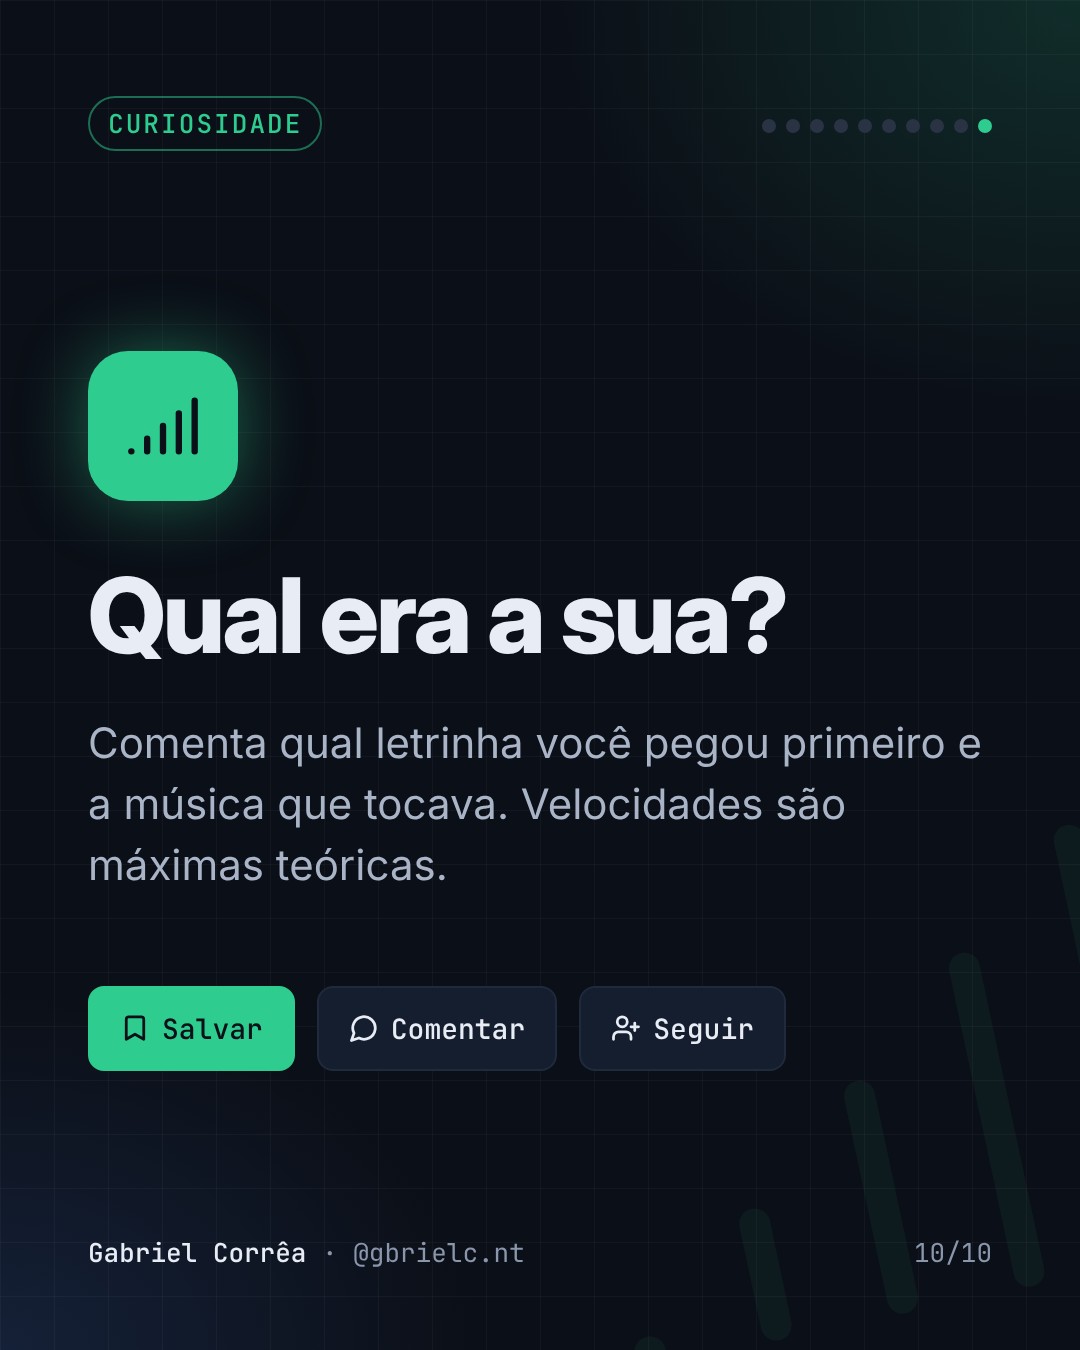 CURIOSIDADE
Qual era a sua?
Comenta qual letrinha você pegou primeiro e
a música que tocava. Velocidades são
máximas teóricas.
Salvar
Comentar
Seguir
Gabriel Corrêa · @gbrielc.nt
10/10